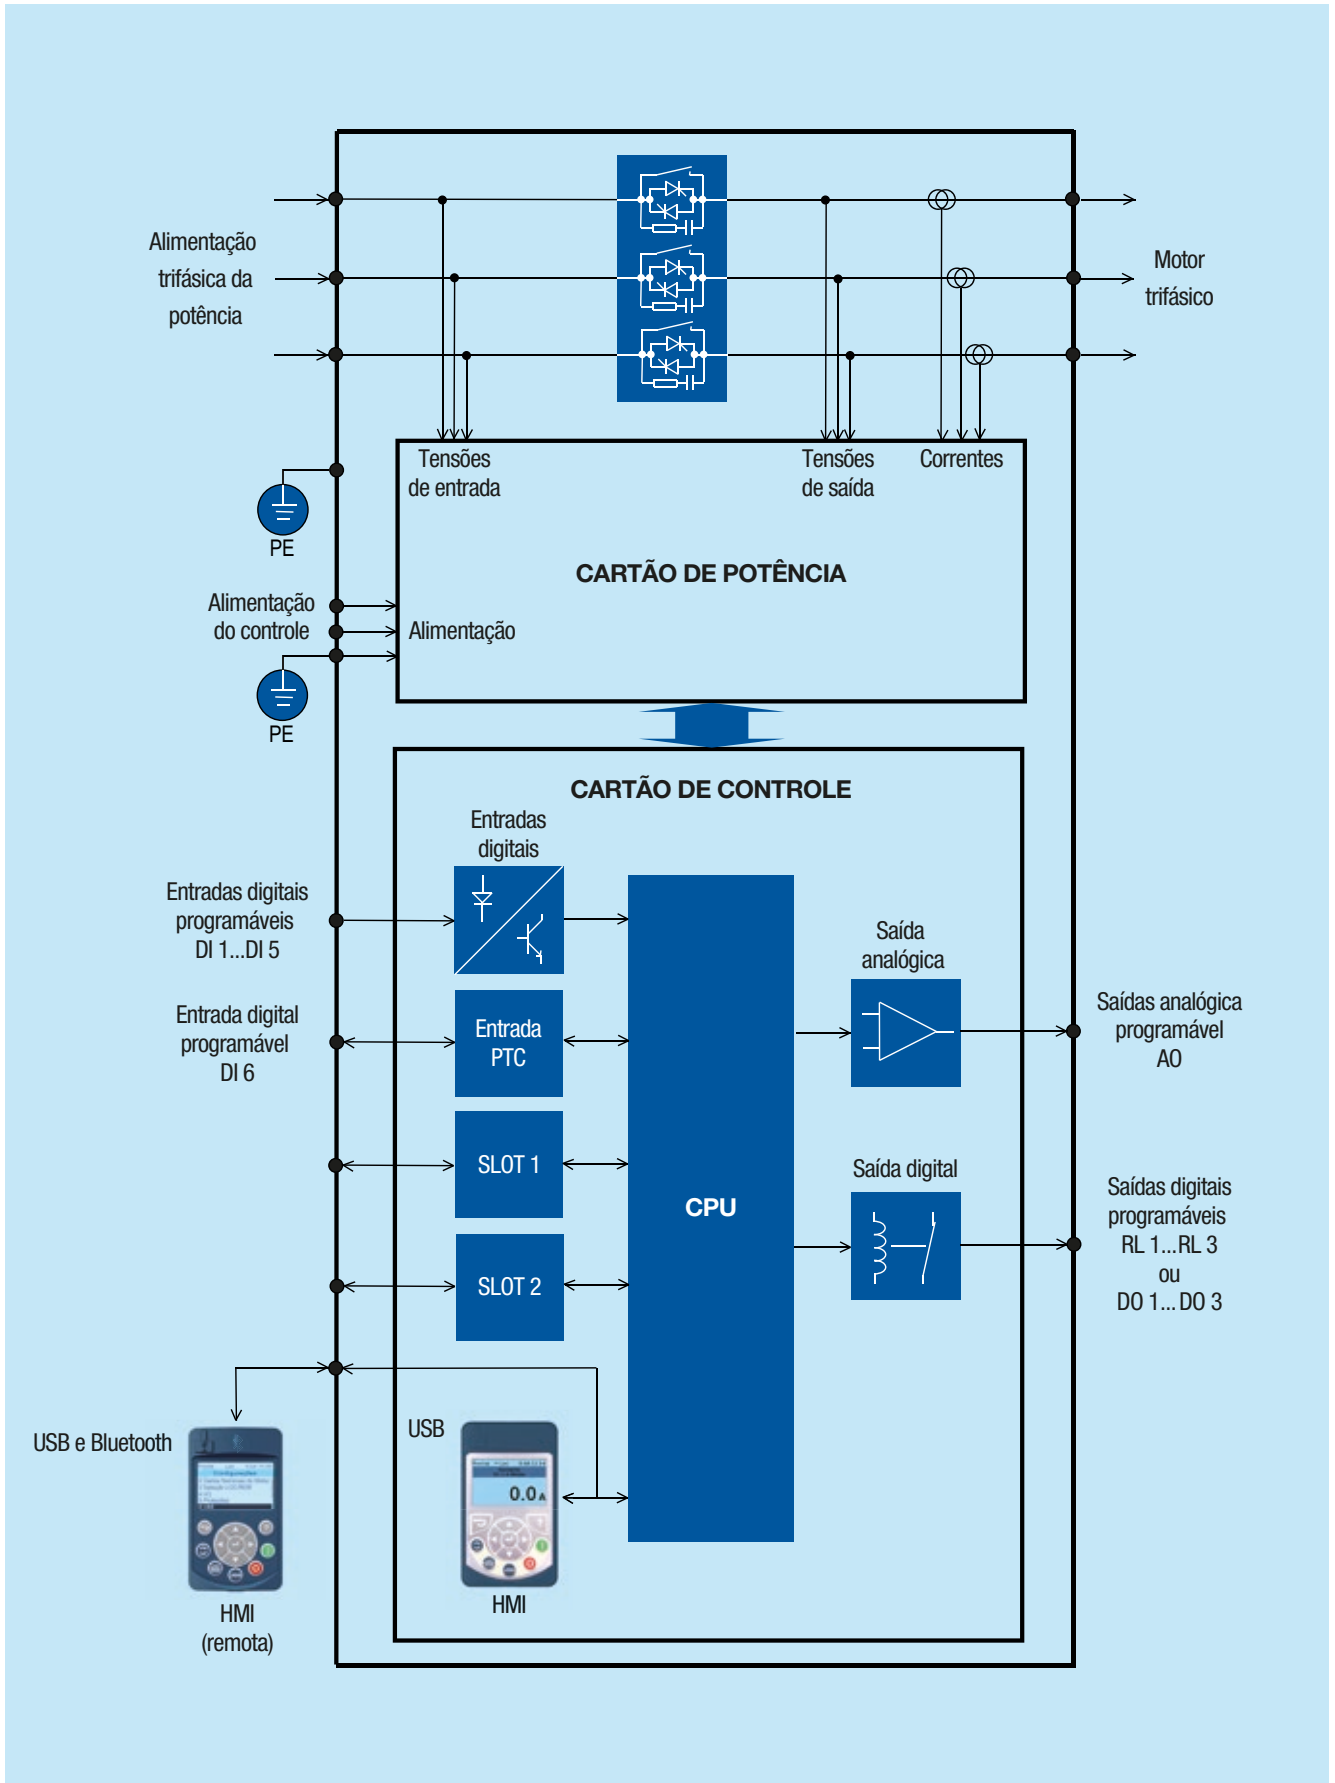 Alimentação
trifásica da
potência
Motor
trifásico
Tensões
de entrada
Tensões
de saída
Correntes
PE
CARTÃO DE POTÊNCIA
Alimentação
do controle
Alimentação
PE
CARTÃO DE CONTROLE
Entradas
digitais
Entradas digitais
programáveis
DI 1...DI 5
Saída
analógica
Entrada digital
programável
DI 6
Entrada
PTC
Saídas analógica
programável
AO
SLOT 1
CPU
Saída digital
Saídas digitais
programáveis
RL 1...RL 3
ou
DO 1...DO 3
SLOT 2
USB e Bluetooth
USB
Configurações
0.0A
HMI
HMI
(remota)